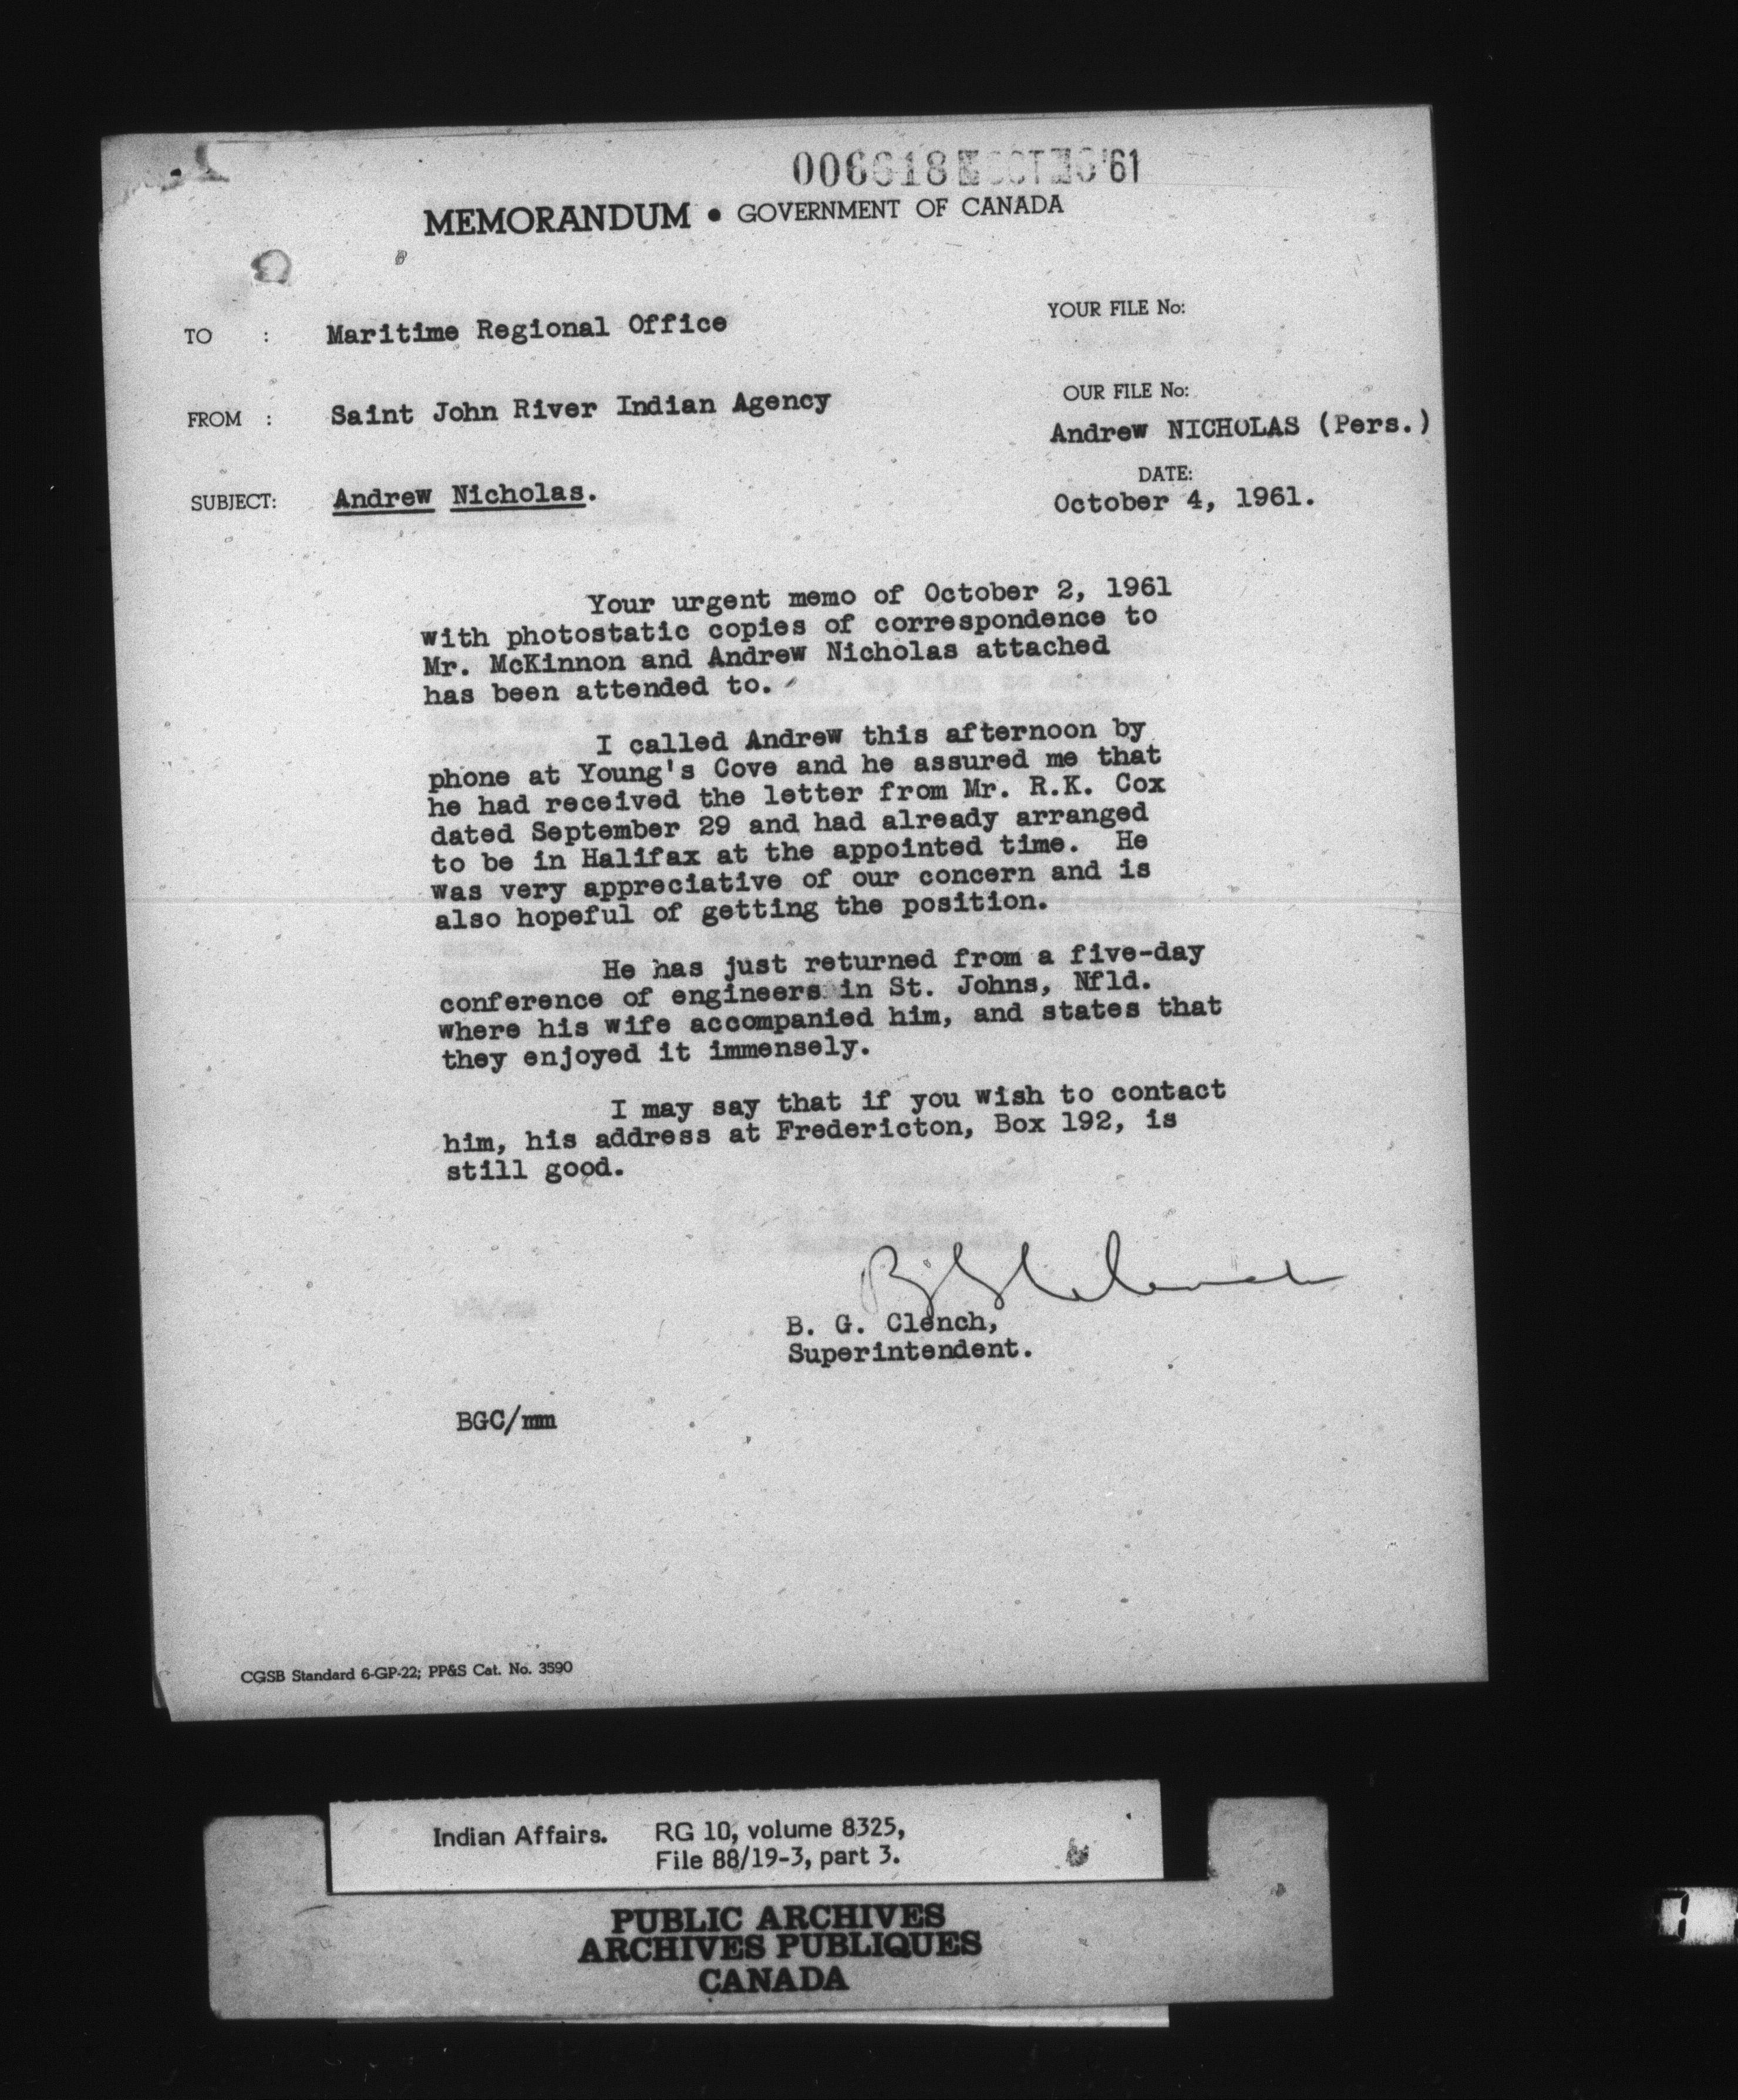 006618 OCT '61
MEMORANDUM • GOVERNMENT OF CANADA
TO : Maritime Regional Office
YOUR FILE No:
FROM : Saint John River Indian Agency
OUR FILE No:
Andrew NICHOLAS (Pers.)
SUBJECT: Andrew Nicholas.
DATE:
October 4, 1961.
Your urgent memo of October 2, 1961
with photostatic copies of correspondence to
Mr. McKinnon and Andrew Nicholas attached
has been attended to.
I called Andrew this afternoon by
phone at Young's Cove and he assured me that
he had received the letter from Mr. R.K. Cox
dated September 29 and had already arranged
to be in Halifax at the appointed time. He
was very appreciative of our concern and is
also hopeful of getting the position.
He has just returned from a five-day
conference of engineers in St. Johns, Nfld.
where his wife accompanied him, and states that
they enjoyed it immensely.
I may say that if you wish to contact
him, his address at Fredericton, Box 192, is
still good.
B G Clench
B. G. Clench,
Superintendent.
BGC/mm
CGSB Standard 6-GP-22; PP&S Cat. No. 3590
Indian Affairs. RG 10, volume 8325,
File 88/19-3, part 3.
PUBLIC ARCHIVES
ARCHIVES PUBLIQUES
CANADA